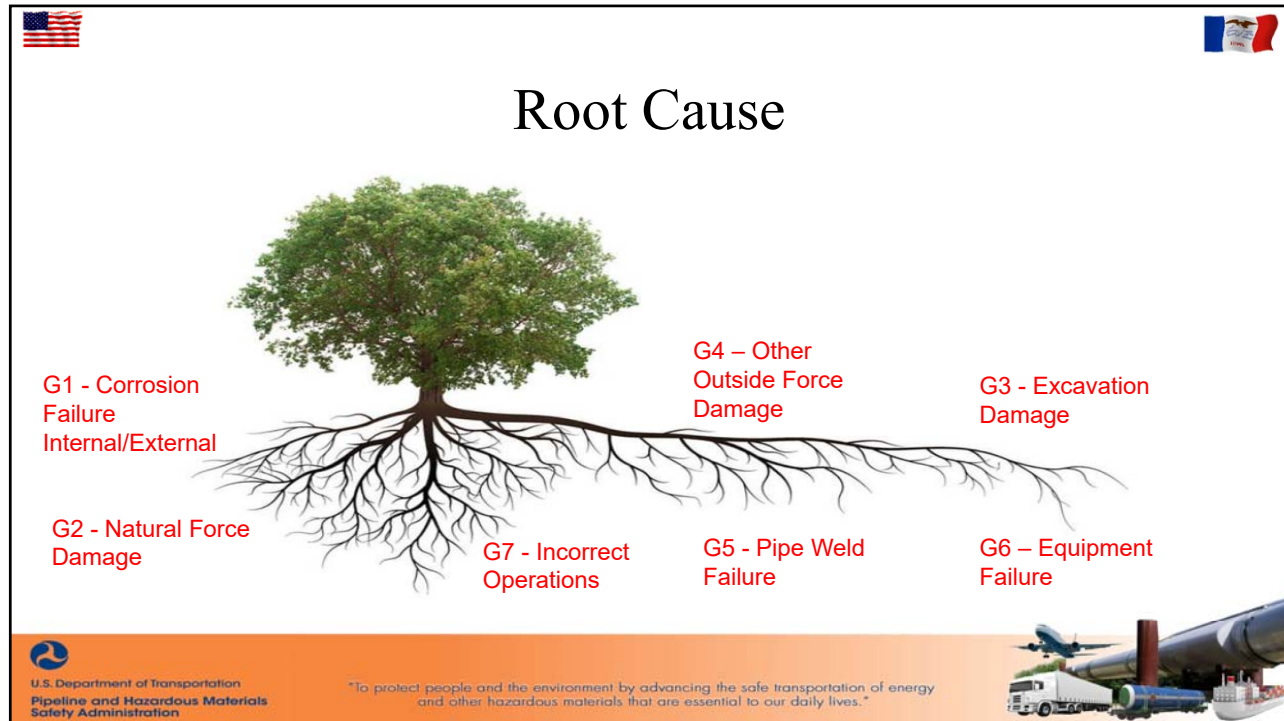 Root Cause
G4 – Other
Outside Force
Damage
G1 - Corrosion
Failure
Internal/External
G3 - Excavation
Damage
G2 - Natural Force
Damage
G7 - Incorrect
Operations
G5 - Pipe Weld
Failure
G6 – Equipment
Failure
U.S. Department of Transportation
Pipeline and Hazardous Materials
Safety Administration
"To protect people and the environment by advancing the safe transportation of energy
and other hazardous materials that are essential to our daily lives."